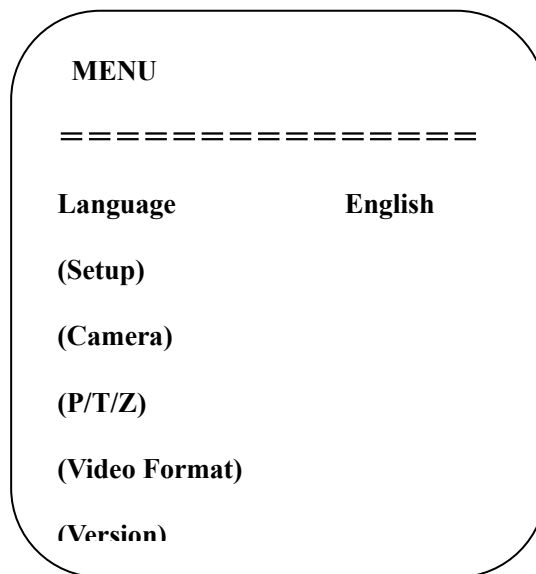 MENU
===============
Language English
(Setup)
(Camera)
(P/T/Z)
(Video Format)
(Version)